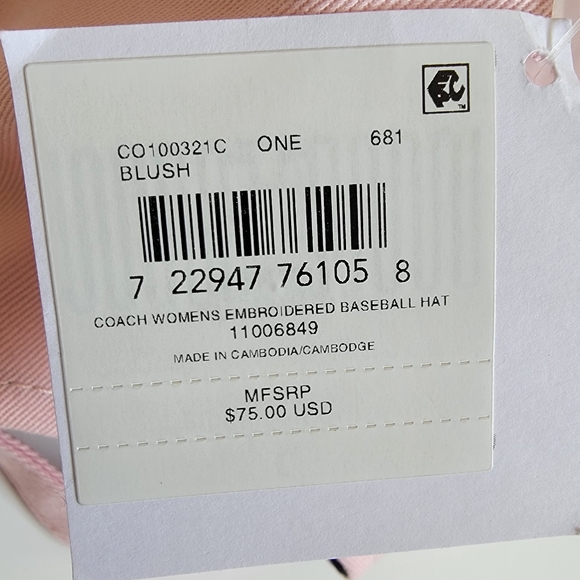 CO100321C ONE 681
BLUSH
7 22947 76105 8
COACH WOMENS EMBROIDERED BASEBALL HAT
11006849
MADE IN CAMBODIA/CAMBODGE
MFSRP
$75.00 USD